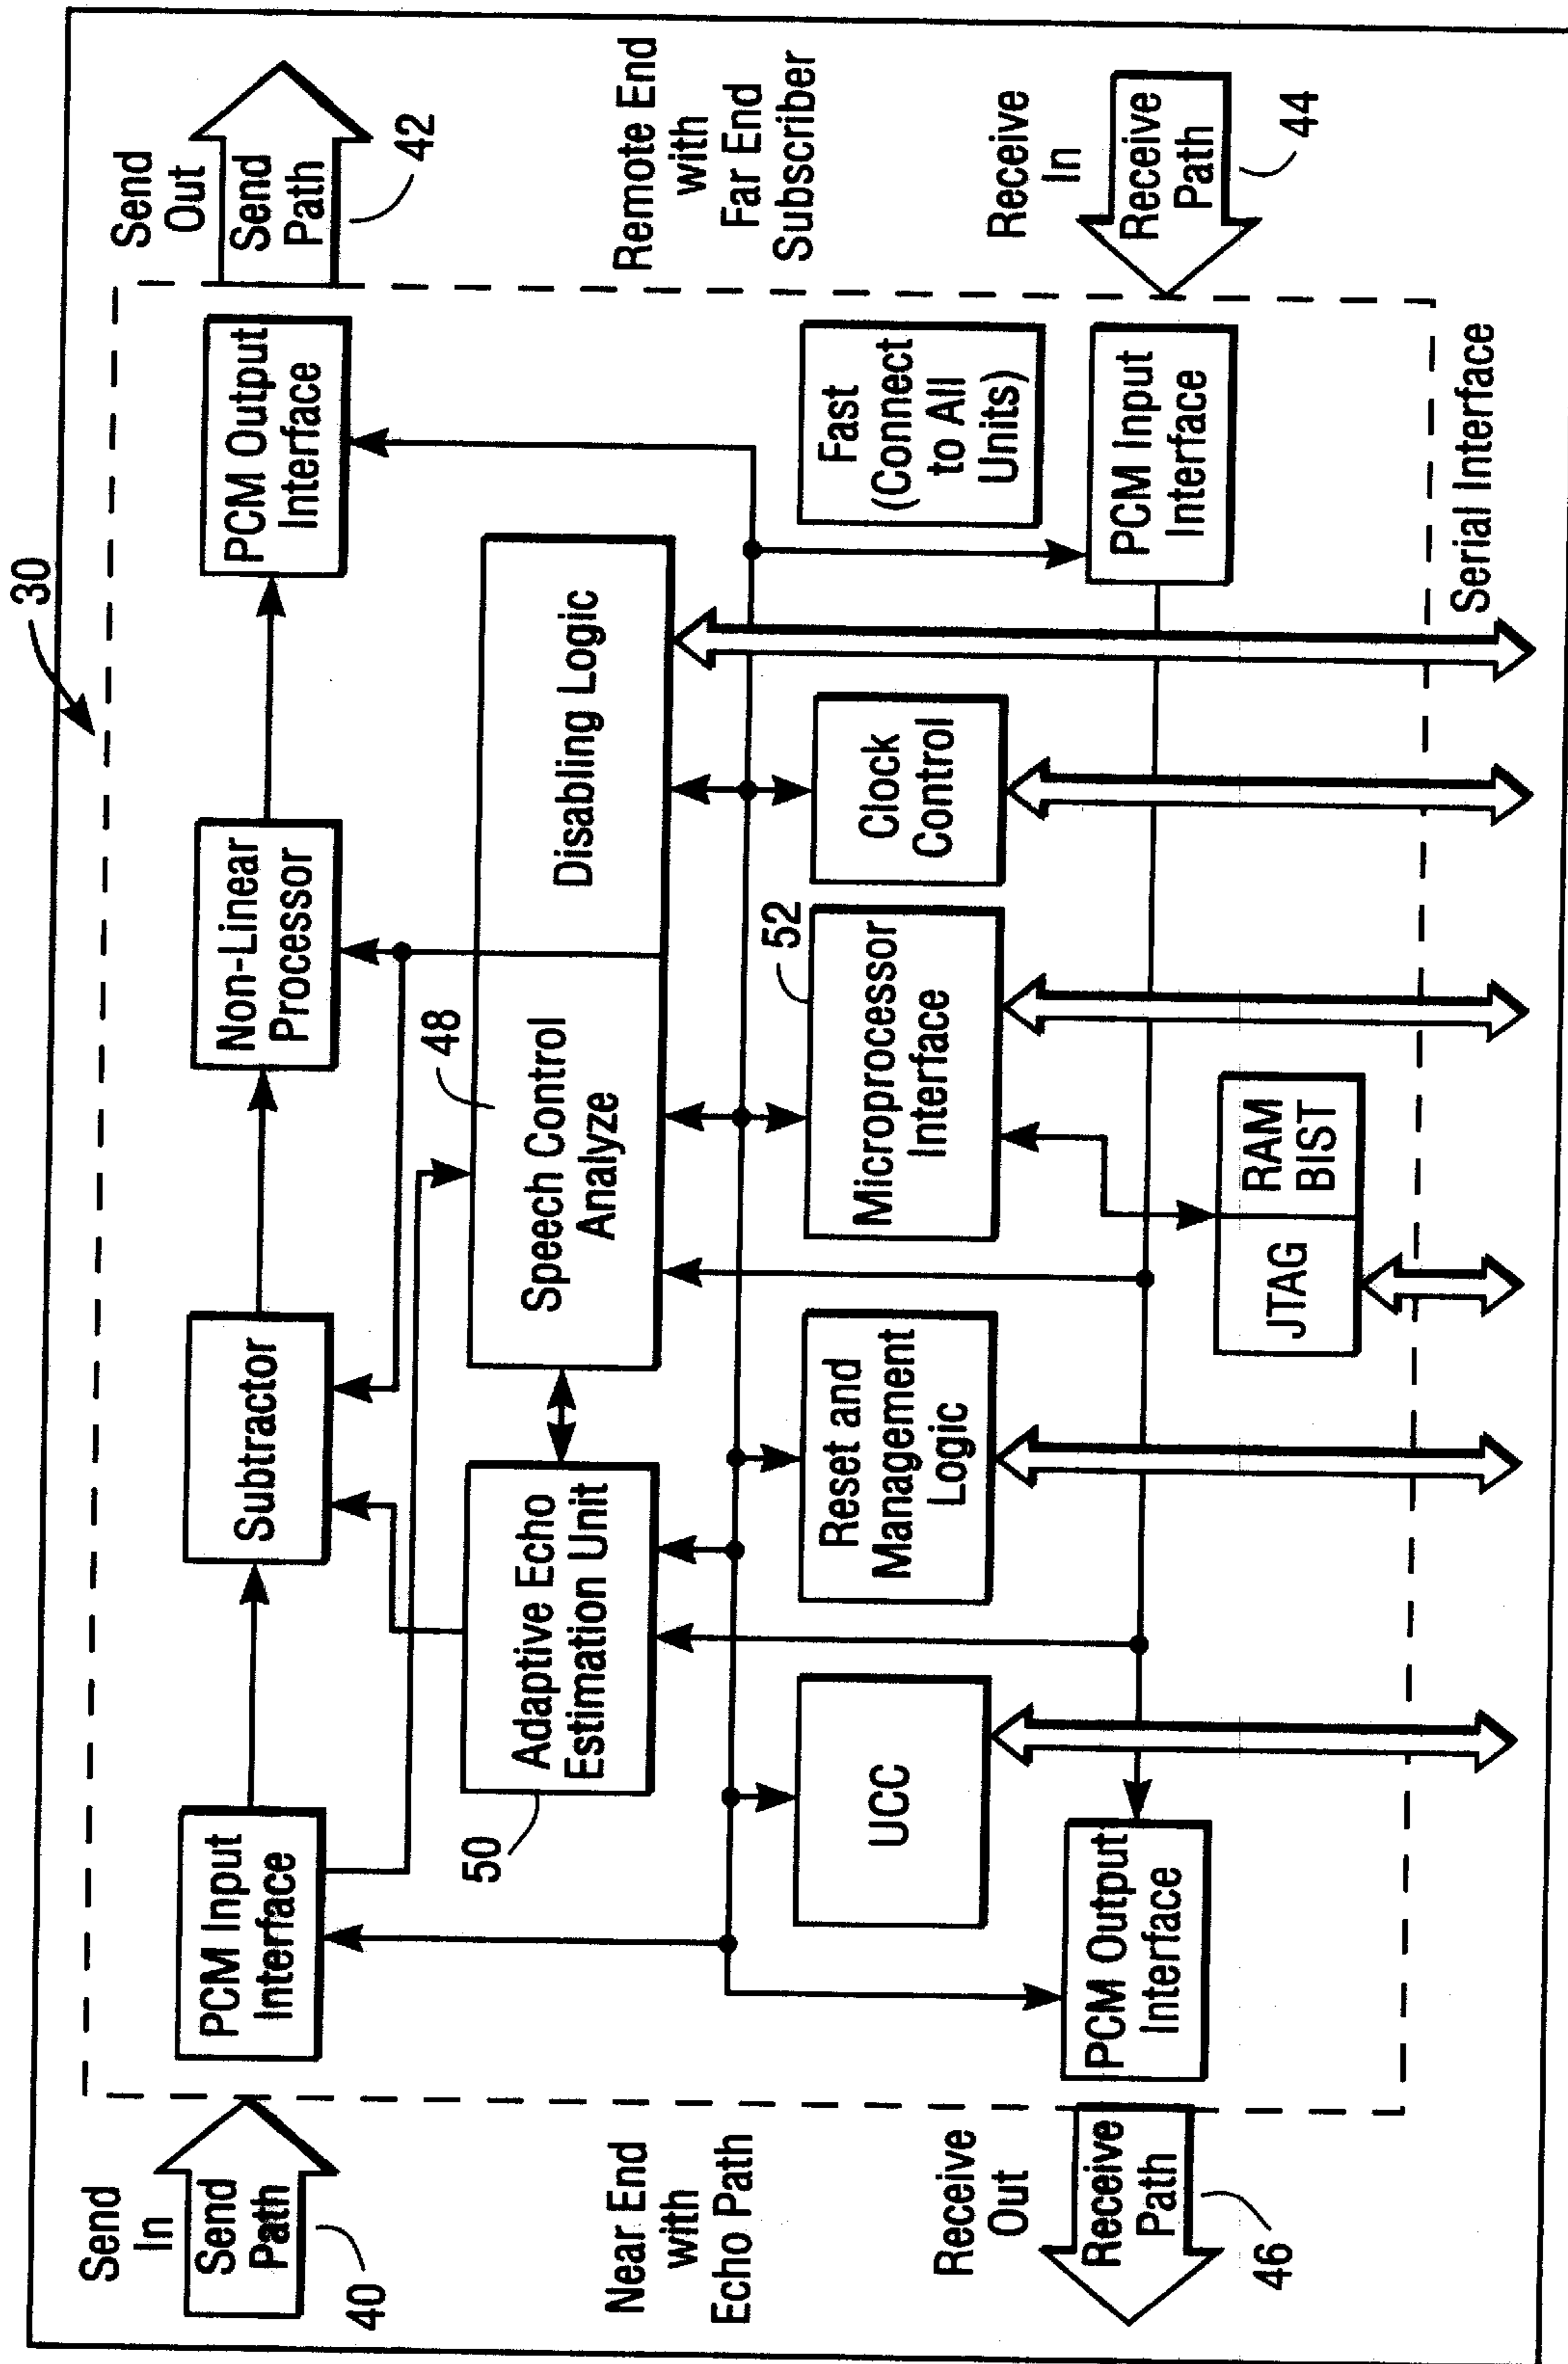 30
Send
In
Send
Path
40
PCM Input
Interface
Subtractor
Non-Linear
Processor
PCM Output
Interface
Send
Out
Send
Path
42
Near End
with
Echo Path
50
Adaptive Echo
Estimation Unit
48
Speech Control
Analyze
Disabling Logic
Remote End
with
Far End
Subscriber
UCC
Reset and
Management
Logic
52
Microprocessor
Interface
Clock
Control
Fast
(Connect
to All
Units)
Receive
Out
Receive
Path
46
PCM Output
Interface
JTAG
RAM
BIST
PCM Input
Interface
Receive
In
Receive
Path
44
Serial Interface